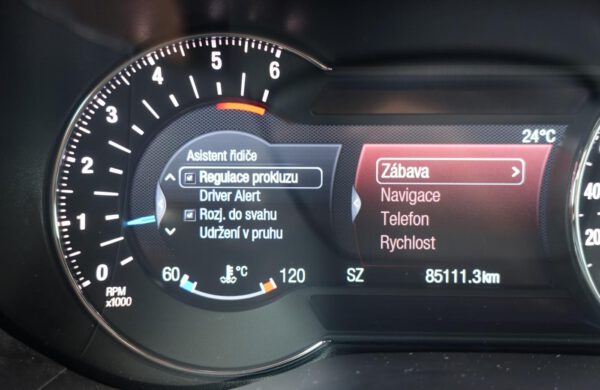 6
5
4
3
2
1
0
RPM
x1000
Asistent řidiče
Regulace prokluzu
Driver Alert
Rozj. do svahu
Udržení v pruhu
60
°C
120
24°C
Zábava
Navigace
Telefon
Rychlost
SZ
85111.3km